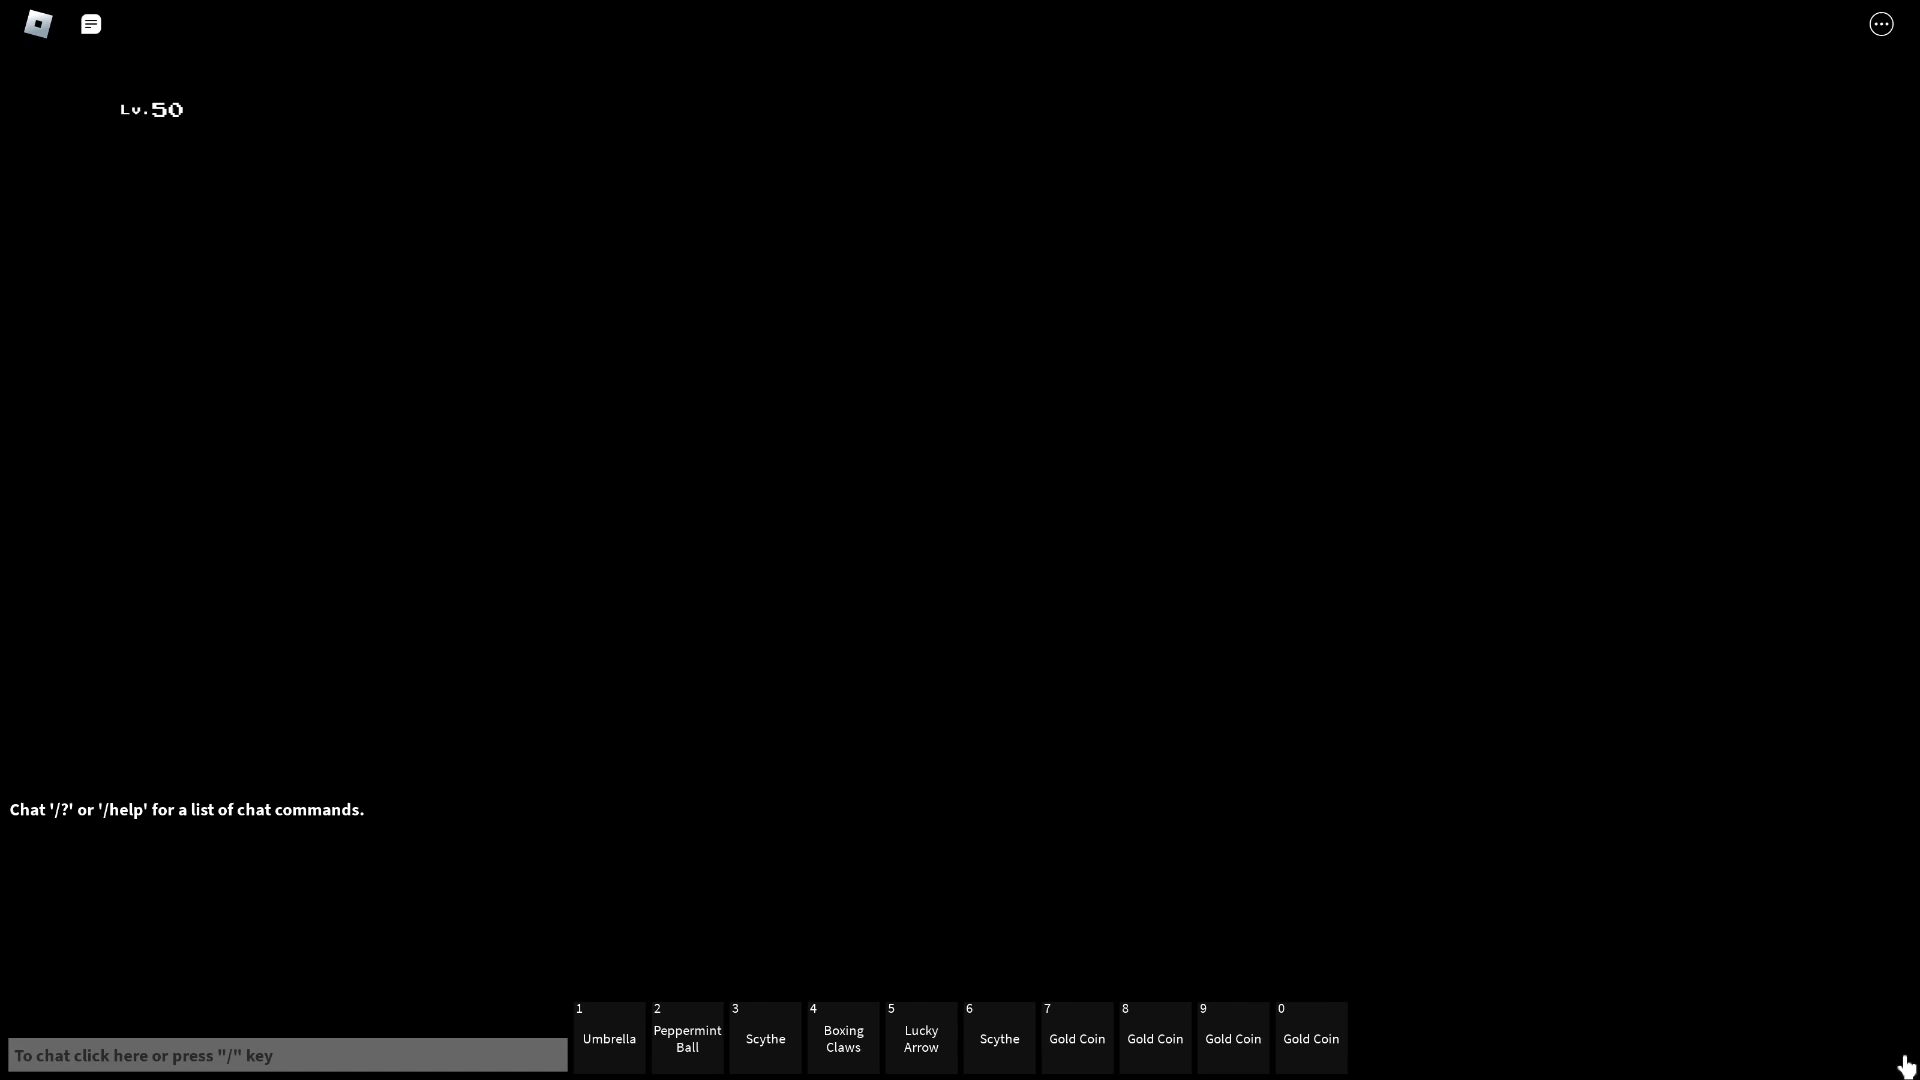 Lv.50
Chat '/?' or '/help' for a list of chat commands.
To chat click here or press "/" key
1
Umbrella
2
Peppermint
Ball
3
Scythe
4
Boxing
Claws
5
Lucky
Arrow
6
Scythe
7
Gold Coin
8
Gold Coin
9
Gold Coin
0
Gold Coin